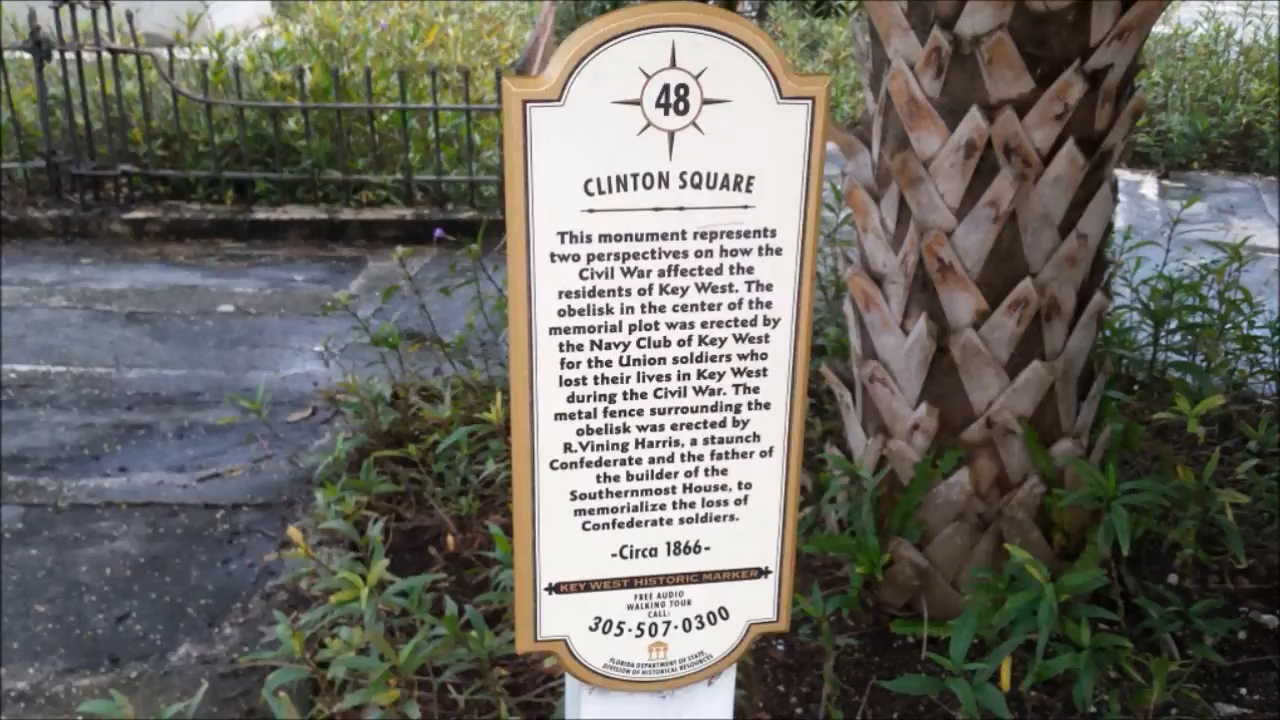 48
CLINTON SQUARE
This monument represents
two perspectives on how the
Civil War affected the
residents of Key West. The
obelisk in the center of the
memorial plot was erected by
the Navy Club of Key West
for the Union soldiers who
lost their lives in Key West
during the Civil War. The
metal fence surrounding the
obelisk was erected by
R.Vining Harris, a staunch
Confederate and the father of
the builder of the
Southernmost House, to
memorialize the loss of
Confederate soldiers.
-Circa 1866-
KEY WEST HISTORIC MARKER
FREE AUDIO
WALKING TOUR
CALL:
305·507·0300
FLORIDA DEPARTMENT OF STATE
DIVISION OF HISTORICAL RESOURCES